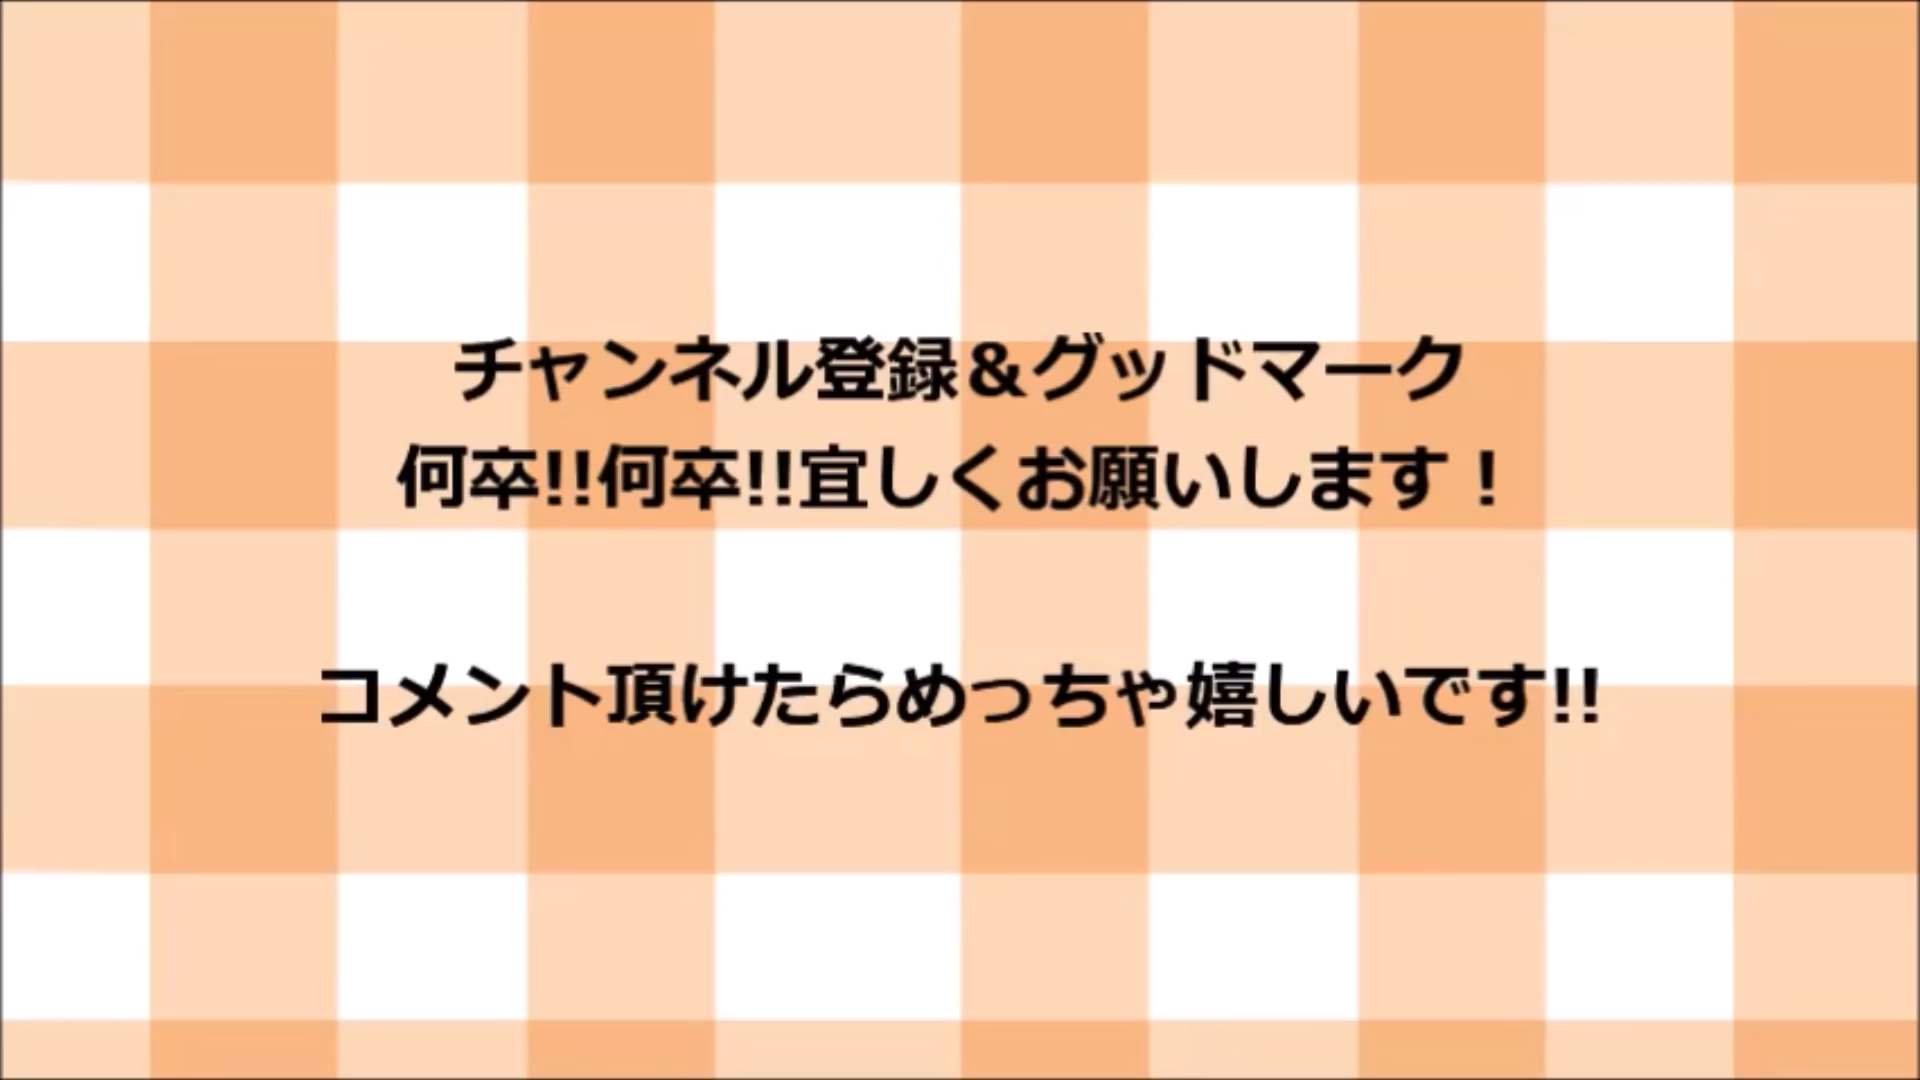 チャンネル登録＆グッドマーク
何卒!!何卒!!宜しくお願いします！
コメント頂けたらめっちゃ嬉しいです!!